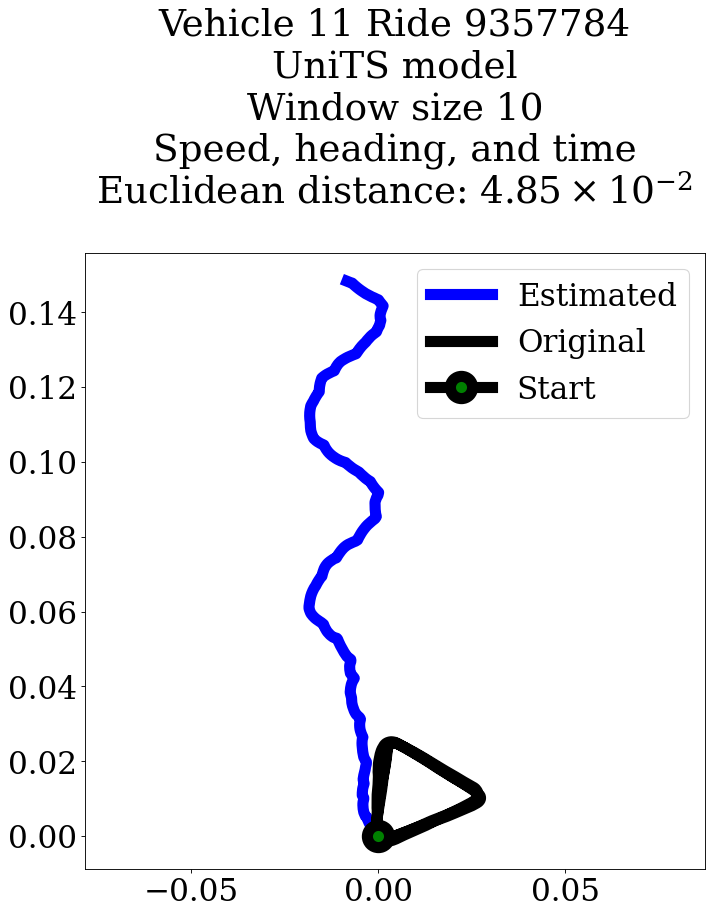 Vehicle 11 Ride 9357784
UniTS model
Window size 10
Speed, heading, and time
Euclidean distance: 4.85 × 10⁻²
Estimated
Original
Start
0.14
0.12
0.10
0.08
0.06
0.04
0.02
0.00
−0.05 0.00 0.05